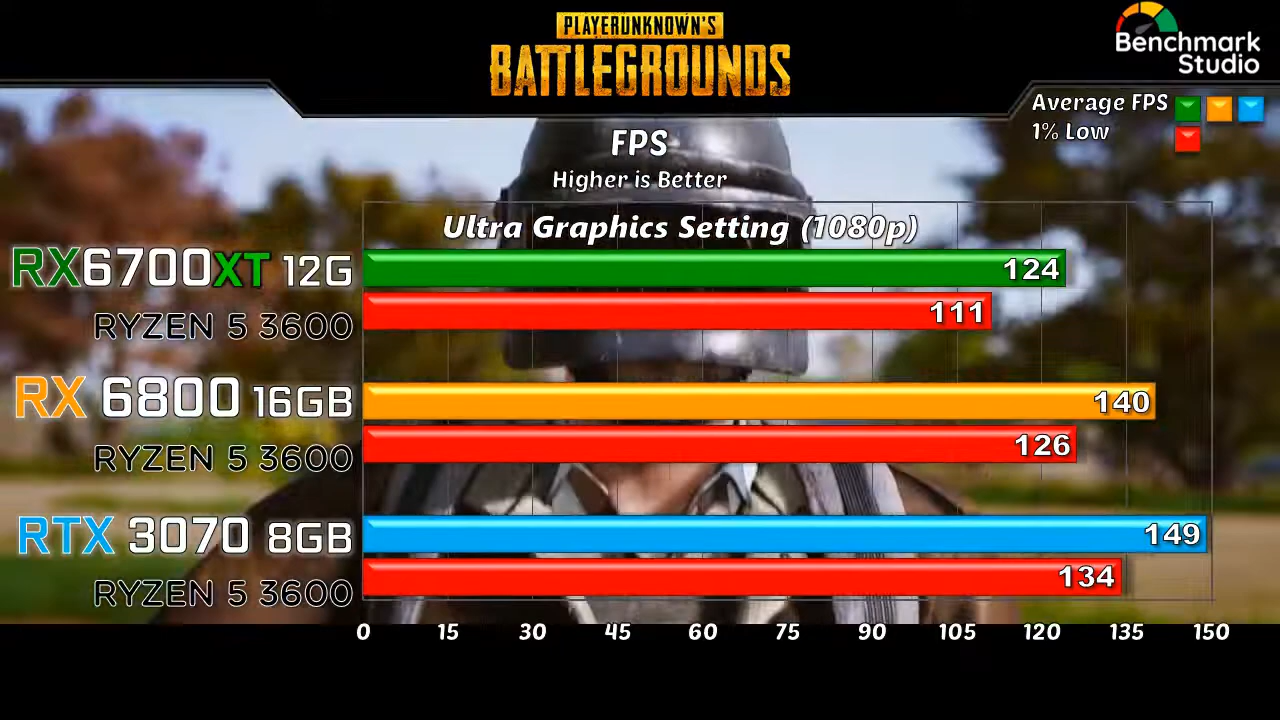 PLAYERUNKNOWN'S
BATTLEGROUNDS
Benchmark
Studio
Average FPS
1% Low
FPS
Higher is Better
Ultra Graphics Setting (1080p)
RX6700XT 12G
124
RYZEN 5 3600
111
RX 6800 16GB
140
RYZEN 5 3600
126
RTX 3070 8GB
149
RYZEN 5 3600
134
0 15 30 45 60 75 90 105 120 135 150